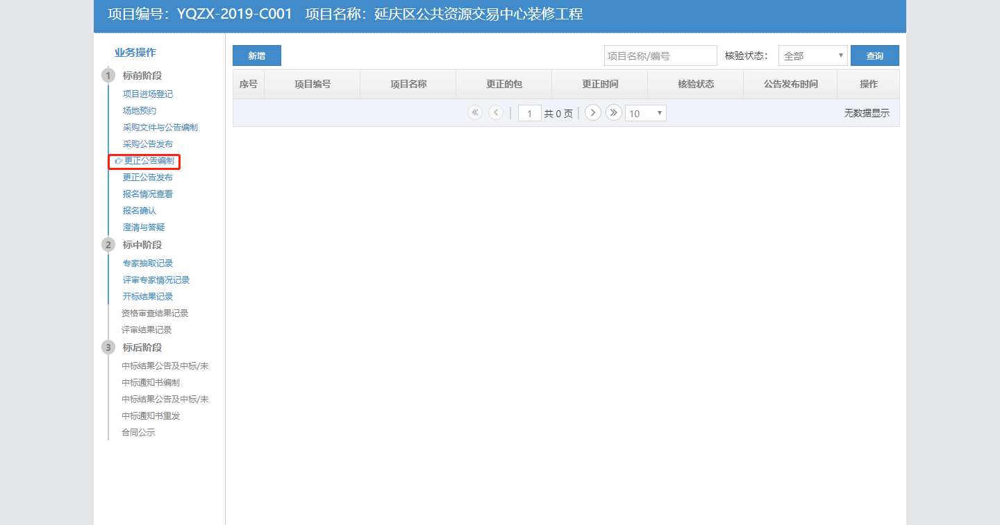 项目编号：YQZX-2019-C001 项目名称：延庆区公共资源交易中心装修工程
业务操作
1 标前阶段
项目进场登记
场地预约
采购文件与公告编制
采购公告发布
更正公告编制
更正公告发布
报名情况查看
报名确认
澄清与答疑
2 标中阶段
专家抽取记录
评审专家情况记录
开标结果记录
资格审查结果记录
评审结果记录
3 标后阶段
中标结果公告及中标/未
中标通知书编制
中标结果公告及中标/未
中标通知书重发
合同公示
新增 项目名称/编号 核验状态： 全部 查询
序号 项目编号 项目名称 更正的包 更正时间 核验状态 公告发布时间 操作
1 共 0 页 10 无数据显示